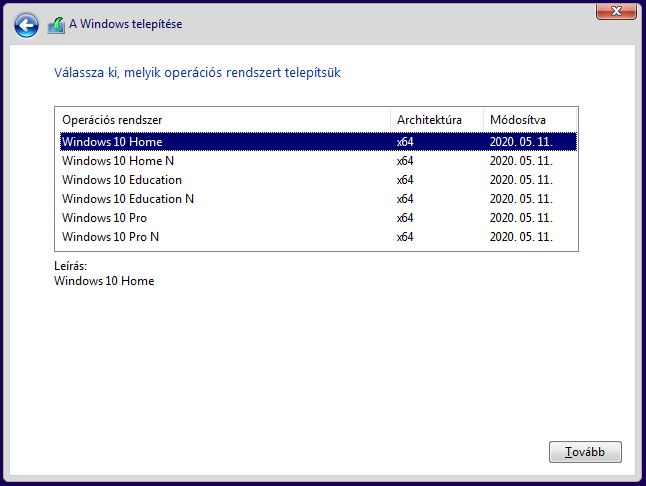 A Windows telepítése
Válassza ki, melyik operációs rendszert telepítsük
Operációs rendszer Architektúra Módosítva
Windows 10 Home x64 2020. 05. 11.
Windows 10 Home N x64 2020. 05. 11.
Windows 10 Education x64 2020. 05. 11.
Windows 10 Education N x64 2020. 05. 11.
Windows 10 Pro x64 2020. 05. 11.
Windows 10 Pro N x64 2020. 05. 11.
Leírás:
Windows 10 Home
Tovább